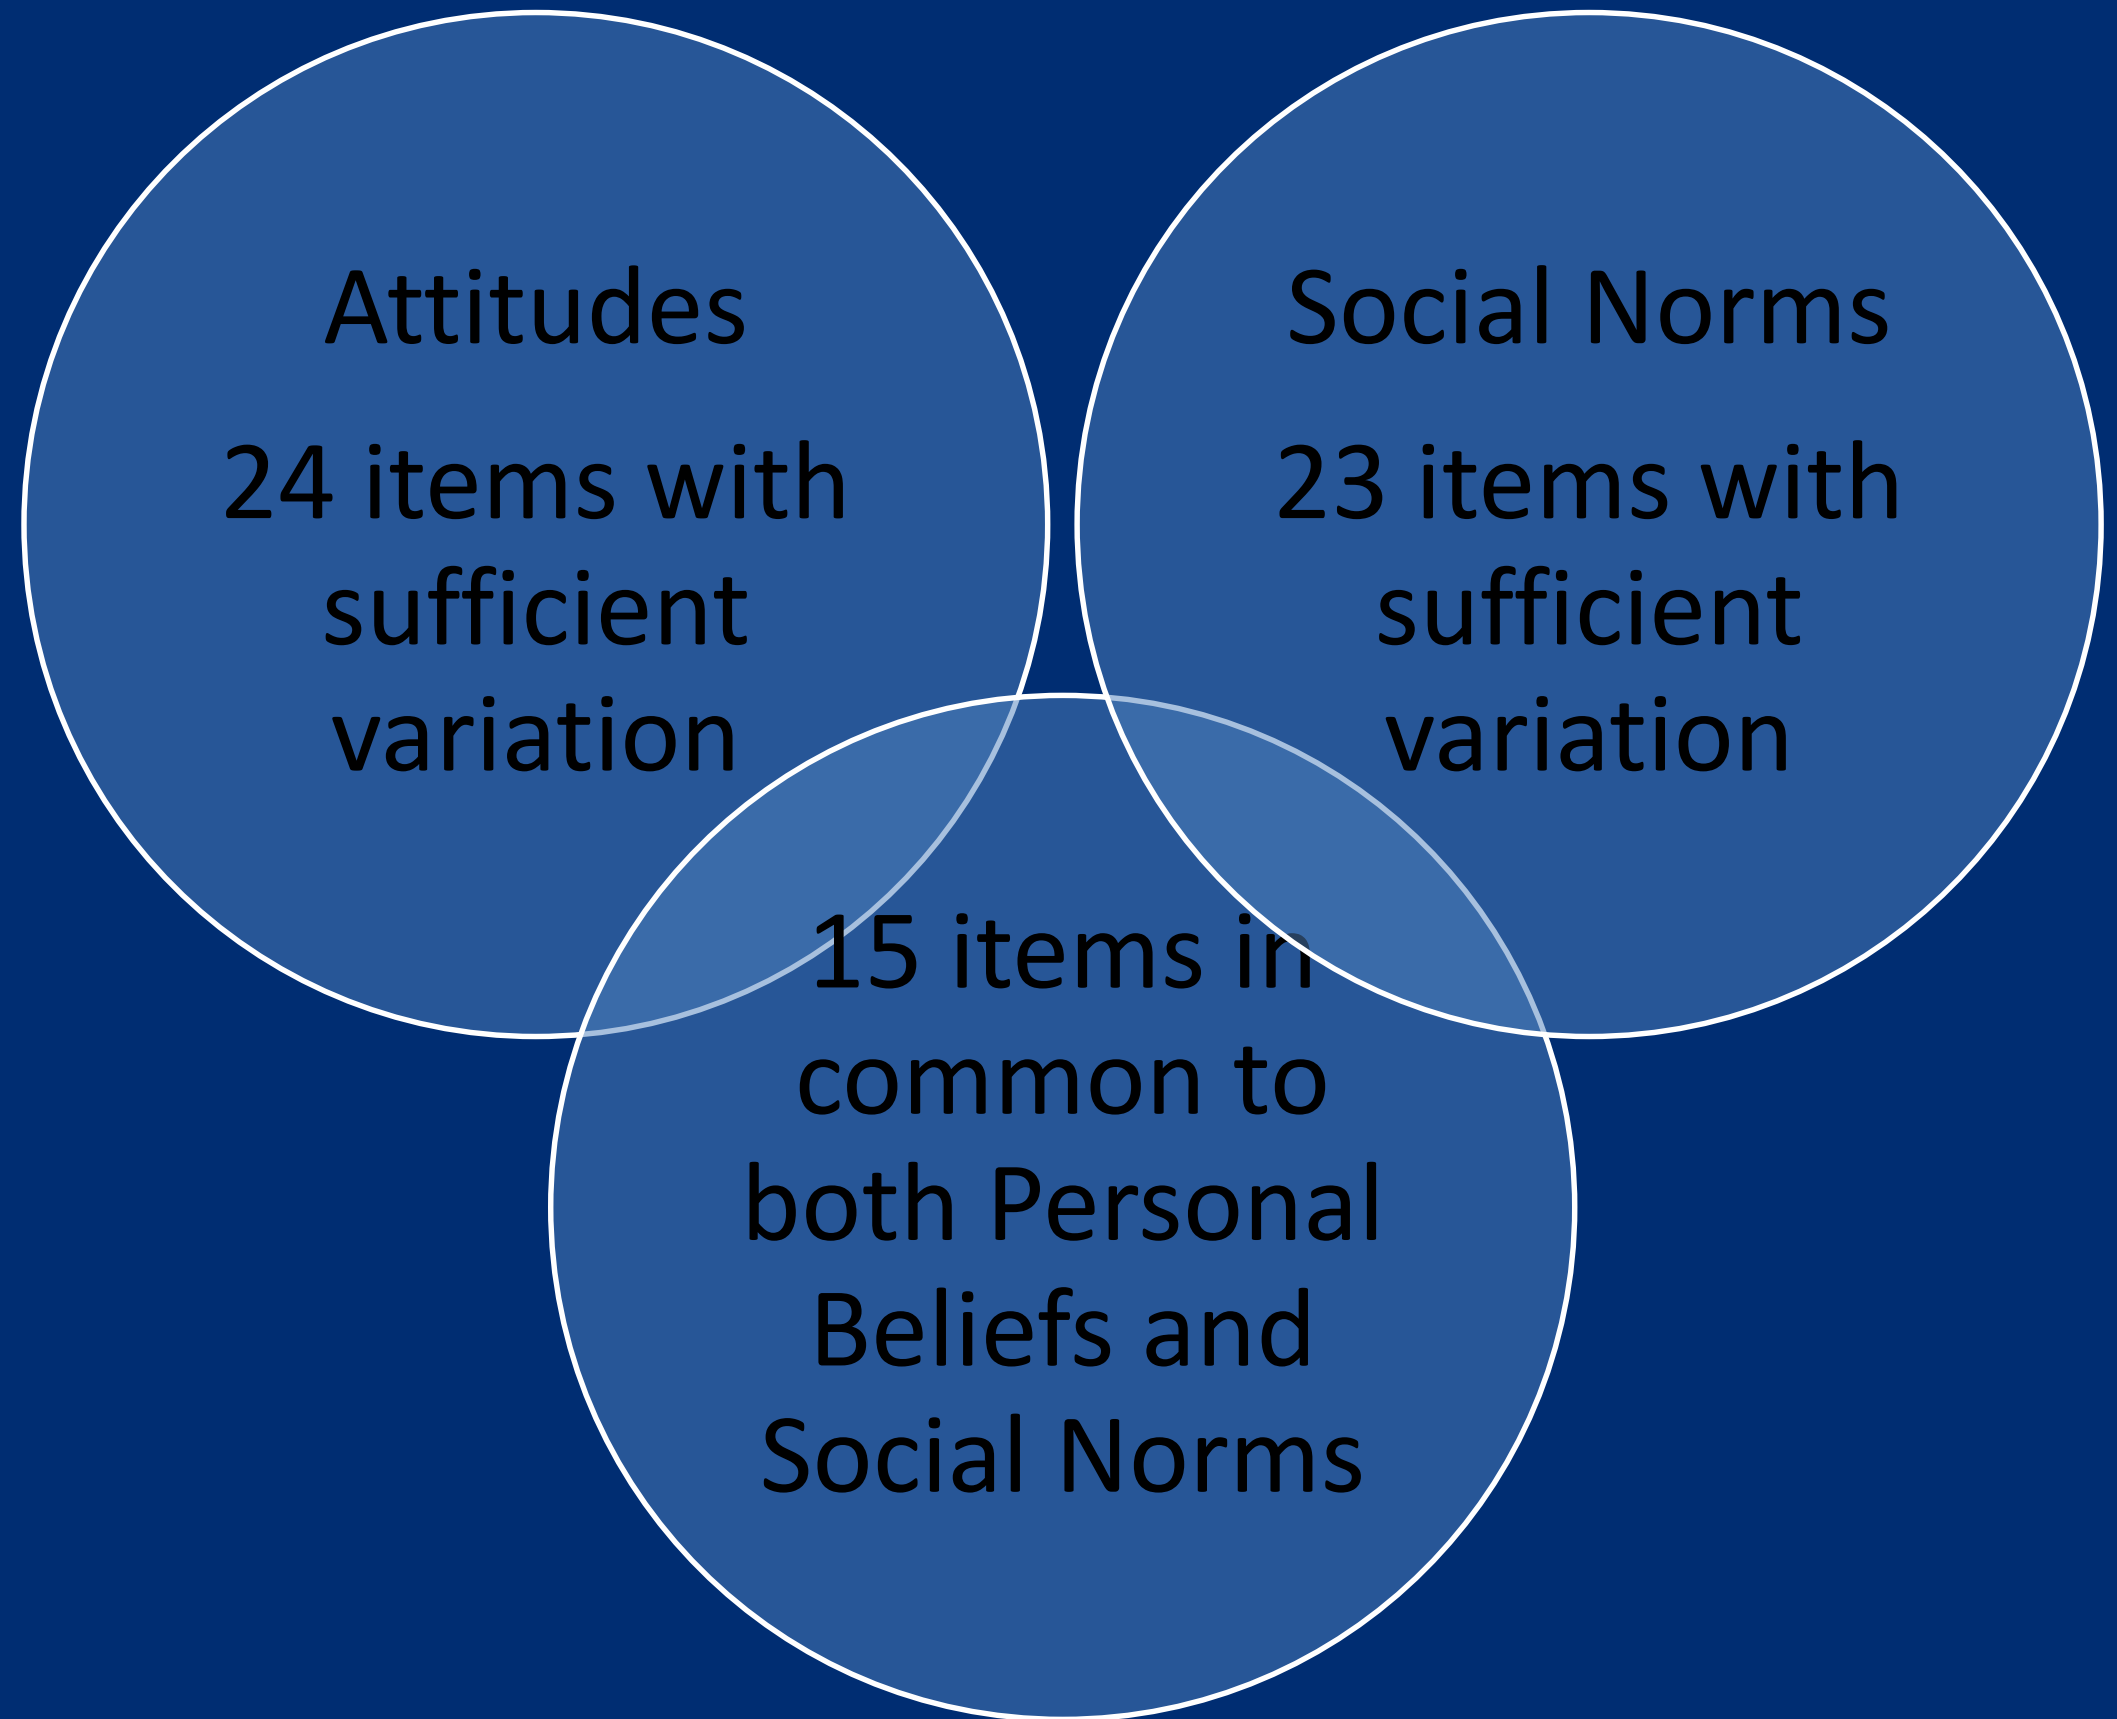 Attitudes
24 items with
sufficient
variation
Social Norms
23 items with
sufficient
variation
15 items in
common to
both Personal
Beliefs and
Social Norms